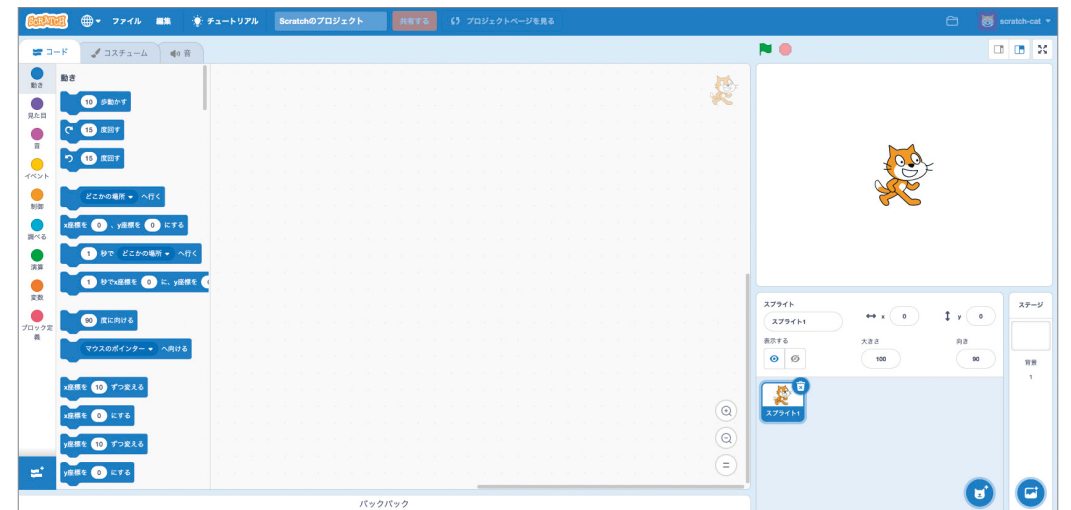 SCRATCH ファイル 編集 チュートリアル Scratchのプロジェクト 共有する プロジェクトページを見る scratch-cat
コード コスチューム 音
動き
見た目
音
イベント
制御
調べる
演算
変数
ブロック定
義
動き
10 歩動かす
15 度回す
15 度回す
どこかの場所 へ行く
x座標を 0 、y座標を 0 にする
1 秒で どこかの場所 へ行く
1 秒でx座標を 0 に、y座標を
90 度に向ける
マウスのポインター へ向ける
x座標を 10 ずつ変える
x座標を 0 にする
y座標を 10 ずつ変える
y座標を 0 にする
バックパック
スプライト
スプライト1 x 0 y 0
表示する 大きさ 向き
100 90
スプライト1
ステージ
背景
1